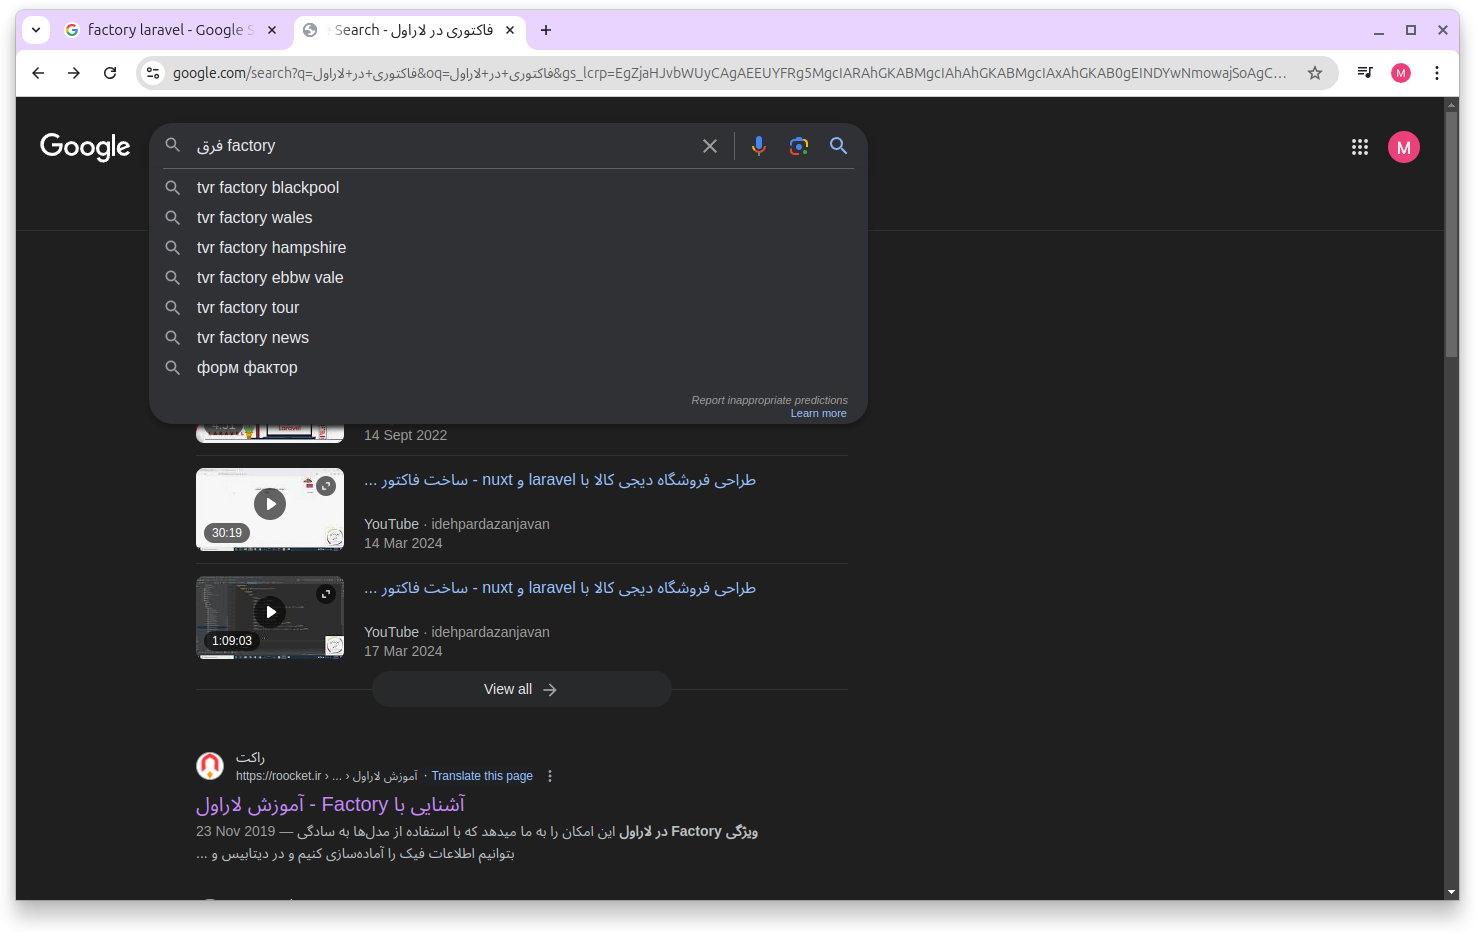 factory laravel - Google S
Search - فاکتوری در لاراول
google.com/search?q=فاکتوری+در+لاراول&oq=فاکتوری+در+لاراول&gs_lcrp=EgZjaHJvbWUyCAgAEEUYFRg5MgcIARAhGKABMgcIAhAhGKABMgcIAxAhGKAB0gEINDYwNmowajSoAgC...
M
Google
فرق factory
M
tvr factory blackpool
tvr factory wales
tvr factory hampshire
tvr factory ebbw vale
tvr factory tour
tvr factory news
форм фактор
Report inappropriate predictions
Learn more
4:51
14 Sept 2022
طراحی فروشگاه دیجی کالا با laravel و nuxt - ساخت فاکتور ...
YouTube · idehpardazanjavan
14 Mar 2024
30:19
طراحی فروشگاه دیجی کالا با laravel و nuxt - ساخت فاکتور ...
YouTube · idehpardazanjavan
17 Mar 2024
1:09:03
View all
راکت
https://roocket.ir › ... › آموزش لاراول · Translate this page
آشنایی با Factory - آموزش لاراول
23 Nov 2019 — ویژگی Factory در لاراول این امکان را به ما میدهد که با استفاده از مدل‌ها به سادگی
بتوانیم اطلاعات فیک را آماده‌سازی کنیم و در دیتابیس و ...